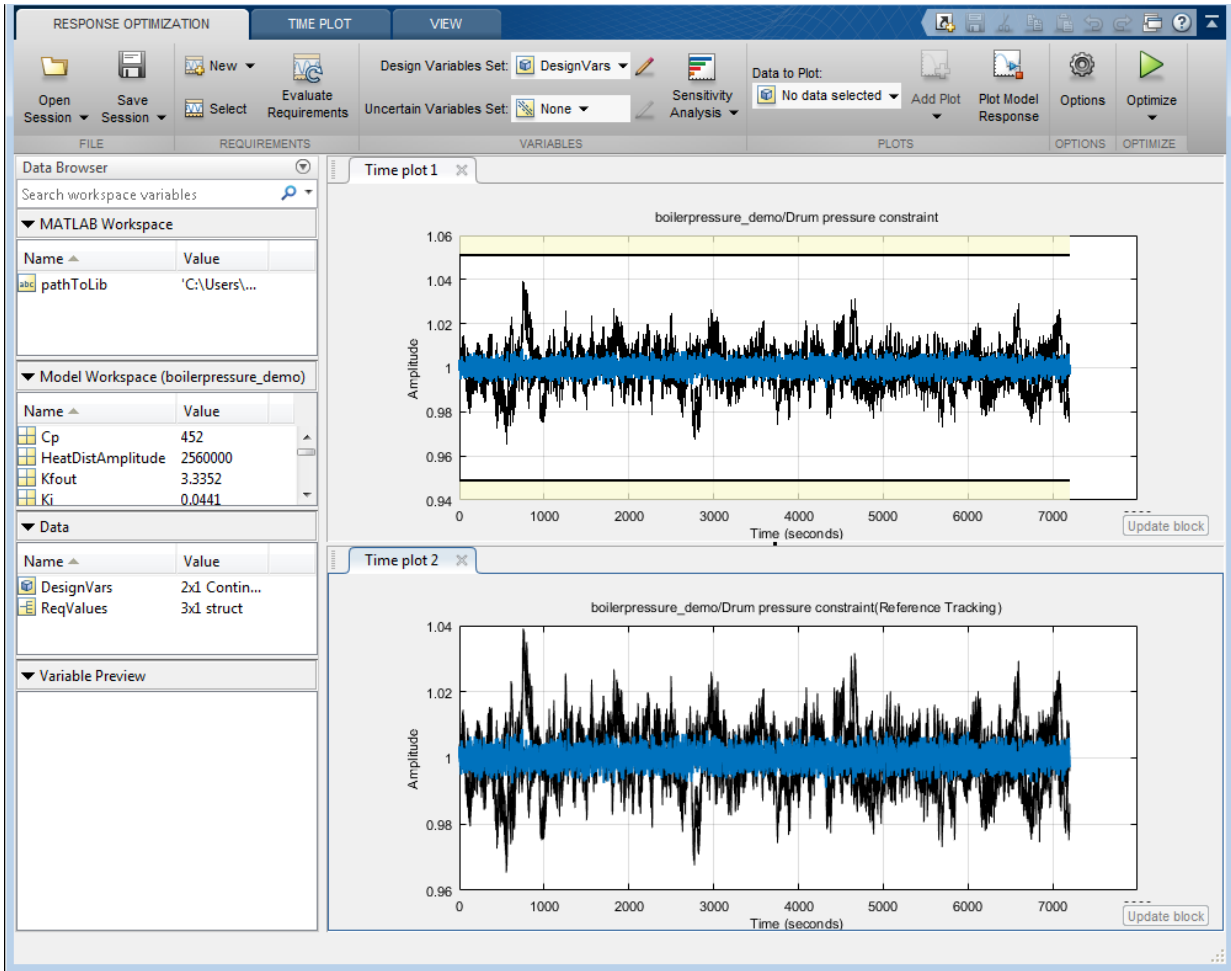 RESPONSE OPTIMIZATION TIME PLOT VIEW
New Design Variables Set: DesignVars Data to Plot:
Open Session Save Session Select Evaluate Requirements Uncertain Variables Set: None Sensitivity Analysis No data selected Add Plot Plot Model Response Options Optimize
FILE REQUIREMENTS VARIABLES PLOTS OPTIONS OPTIMIZE
Data Browser
Search workspace variables
MATLAB Workspace
Name Value
abc pathToLib 'C:\Users\...
Model Workspace (boilerpressure_demo)
Name Value
Cp 452
HeatDistAmplitude 2560000
Kfout 3.3352
Ki 0.0441
Data
Name Value
DesignVars 2x1 Contin...
ReqValues 3x1 struct
Variable Preview
Time plot 1
boilerpressure_demo/Drum pressure constraint
1.06
1.04
1.02
1
0.98
0.96
0.94
Amplitude
0 1000 2000 3000 4000 5000 6000 7000
Time (seconds)
Update block
Time plot 2
boilerpressure_demo/Drum pressure constraint(Reference Tracking)
1.04
1.02
1
0.98
0.96
Amplitude
0 1000 2000 3000 4000 5000 6000 7000
Time (seconds)
Update block